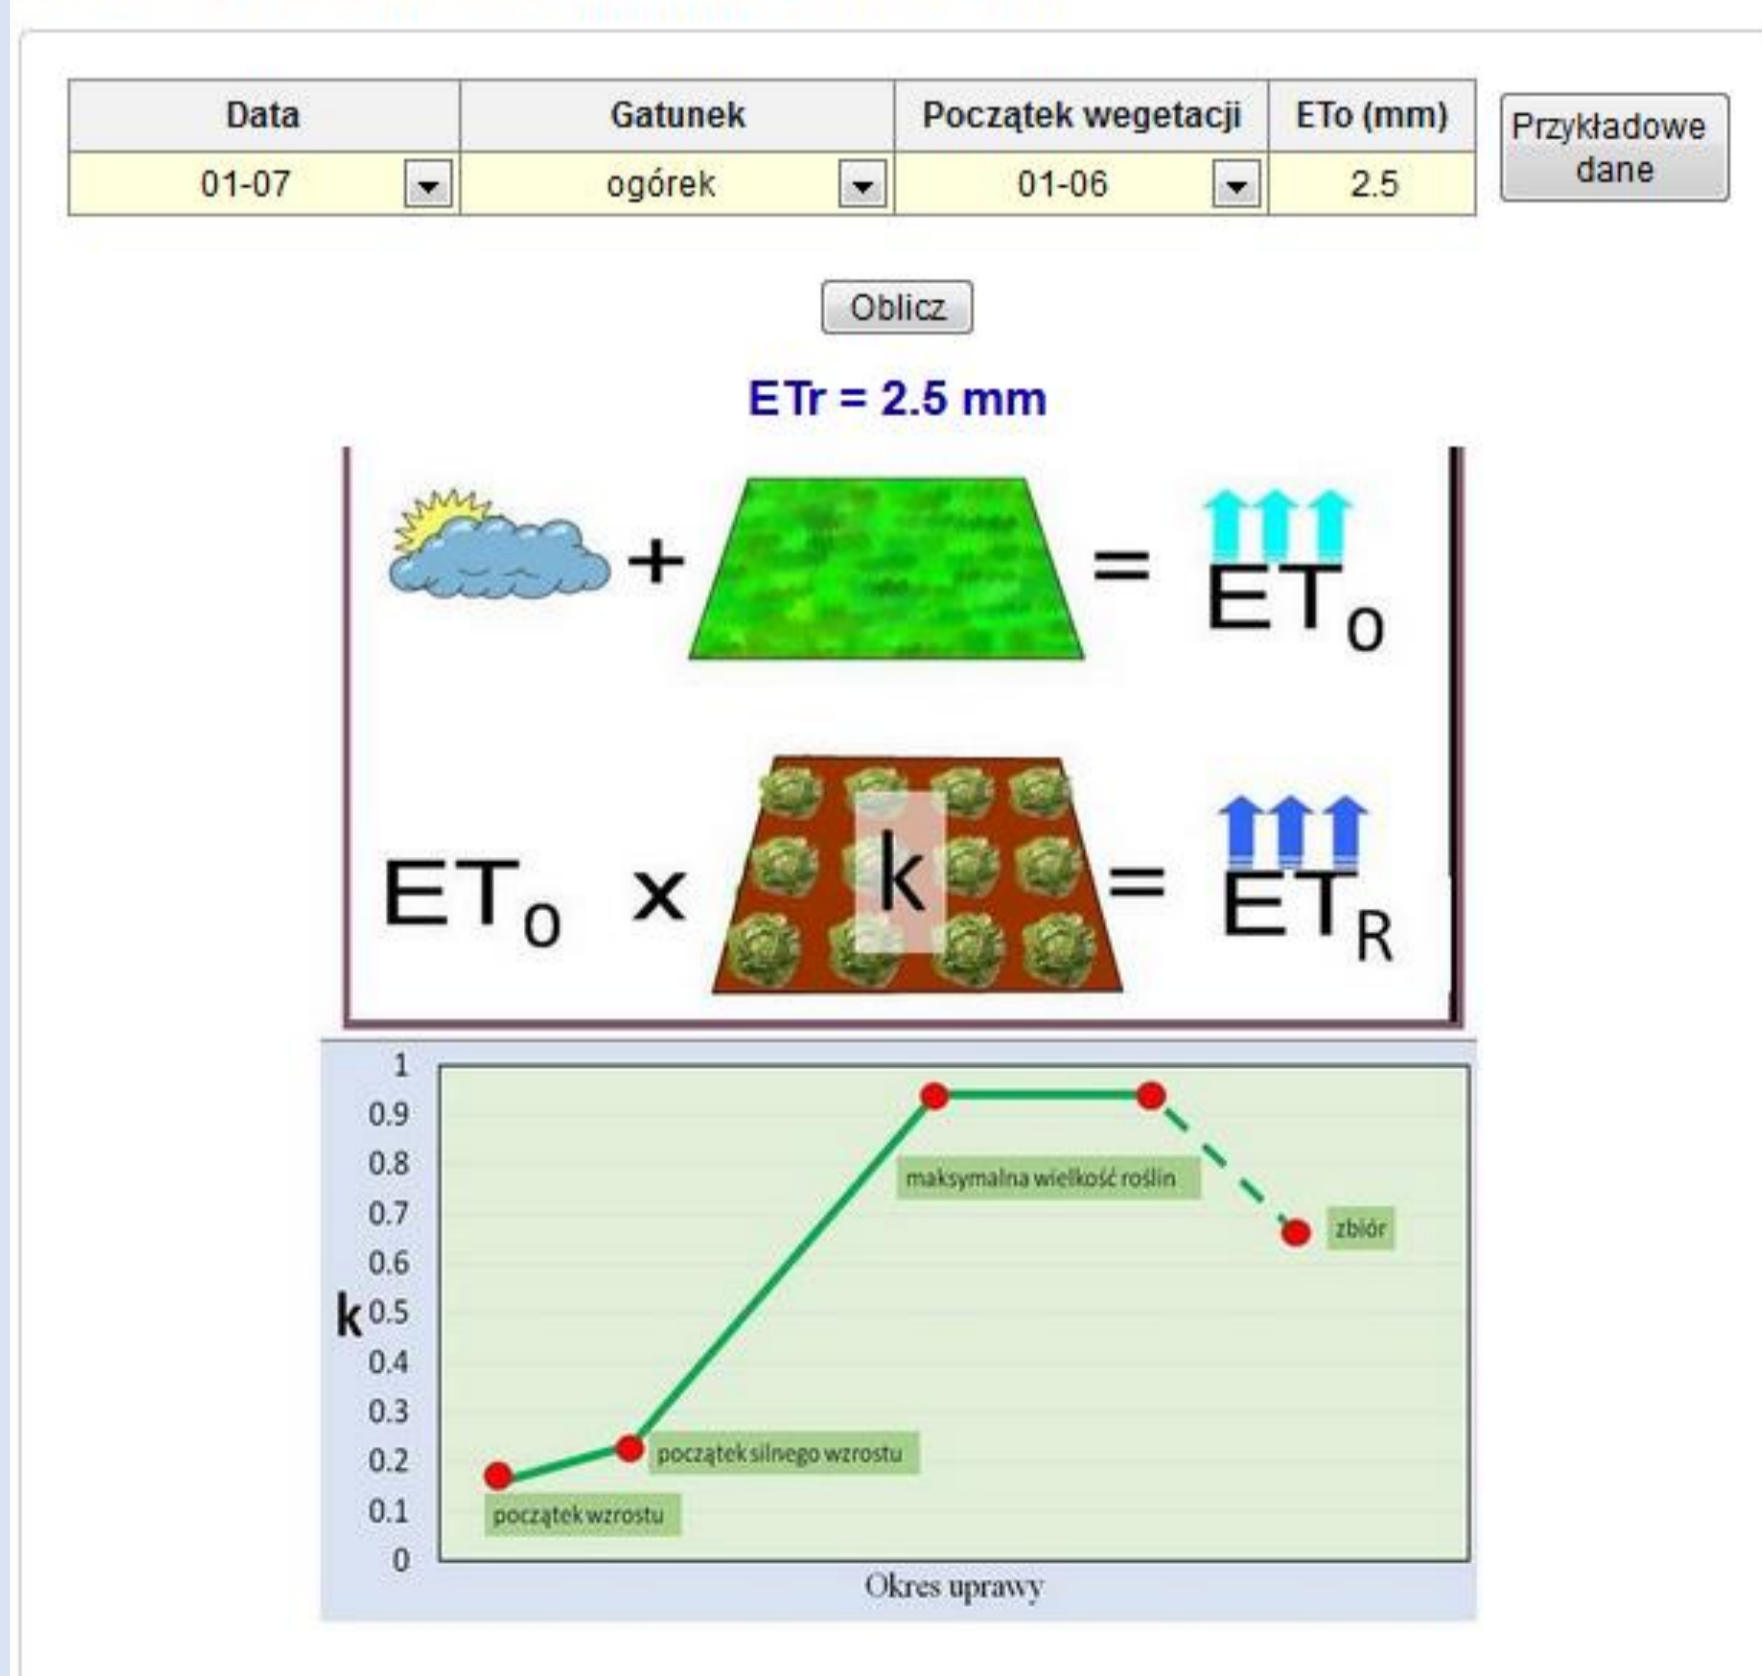 Data Gatunek Początek wegetacji ETo (mm)
01-07 ogórek 01-06 2.5
Przykładowe
dane
Oblicz
ETr = 2.5 mm
+ = ET0
ET0 x k = ETR
1
0.9
0.8
0.7
0.6
0.5
0.4
0.3
0.2
0.1
0
k
maksymalna wielkość roślin
zbiór
początek silnego wzrostu
początek wzrostu
Okres uprawy